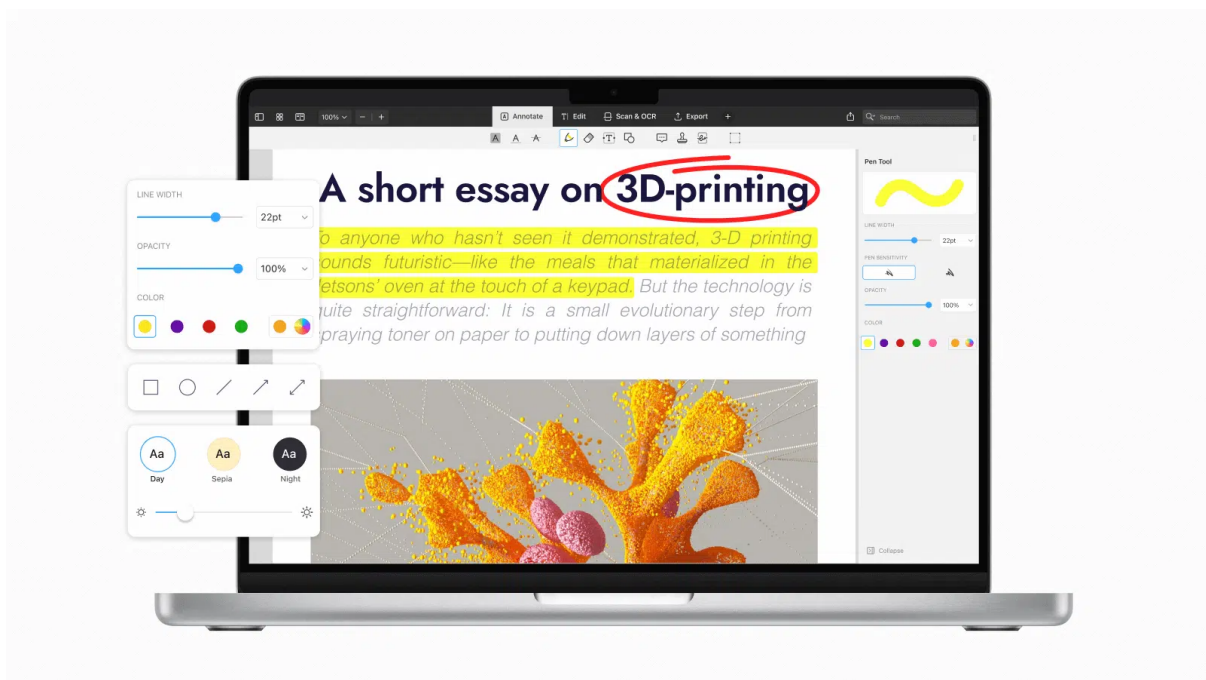 100%
Annotate
Edit
Scan & OCR
Export
Search
A short essay on 3D-printing
To anyone who hasn't seen it demonstrated, 3-D printing
sounds futuristic—like the meals that materialized in the
Jetsons' oven at the touch of a keypad. But the technology is
quite straightforward: It is a small evolutionary step from
spraying toner on paper to putting down layers of something
LINE WIDTH
22pt
OPACITY
100%
COLOR
Aa
Aa
Aa
Day
Sepia
Night
Pen Tool
LINE WIDTH
22pt
PEN SENSITIVITY
OPACITY
100%
COLOR
Collapse